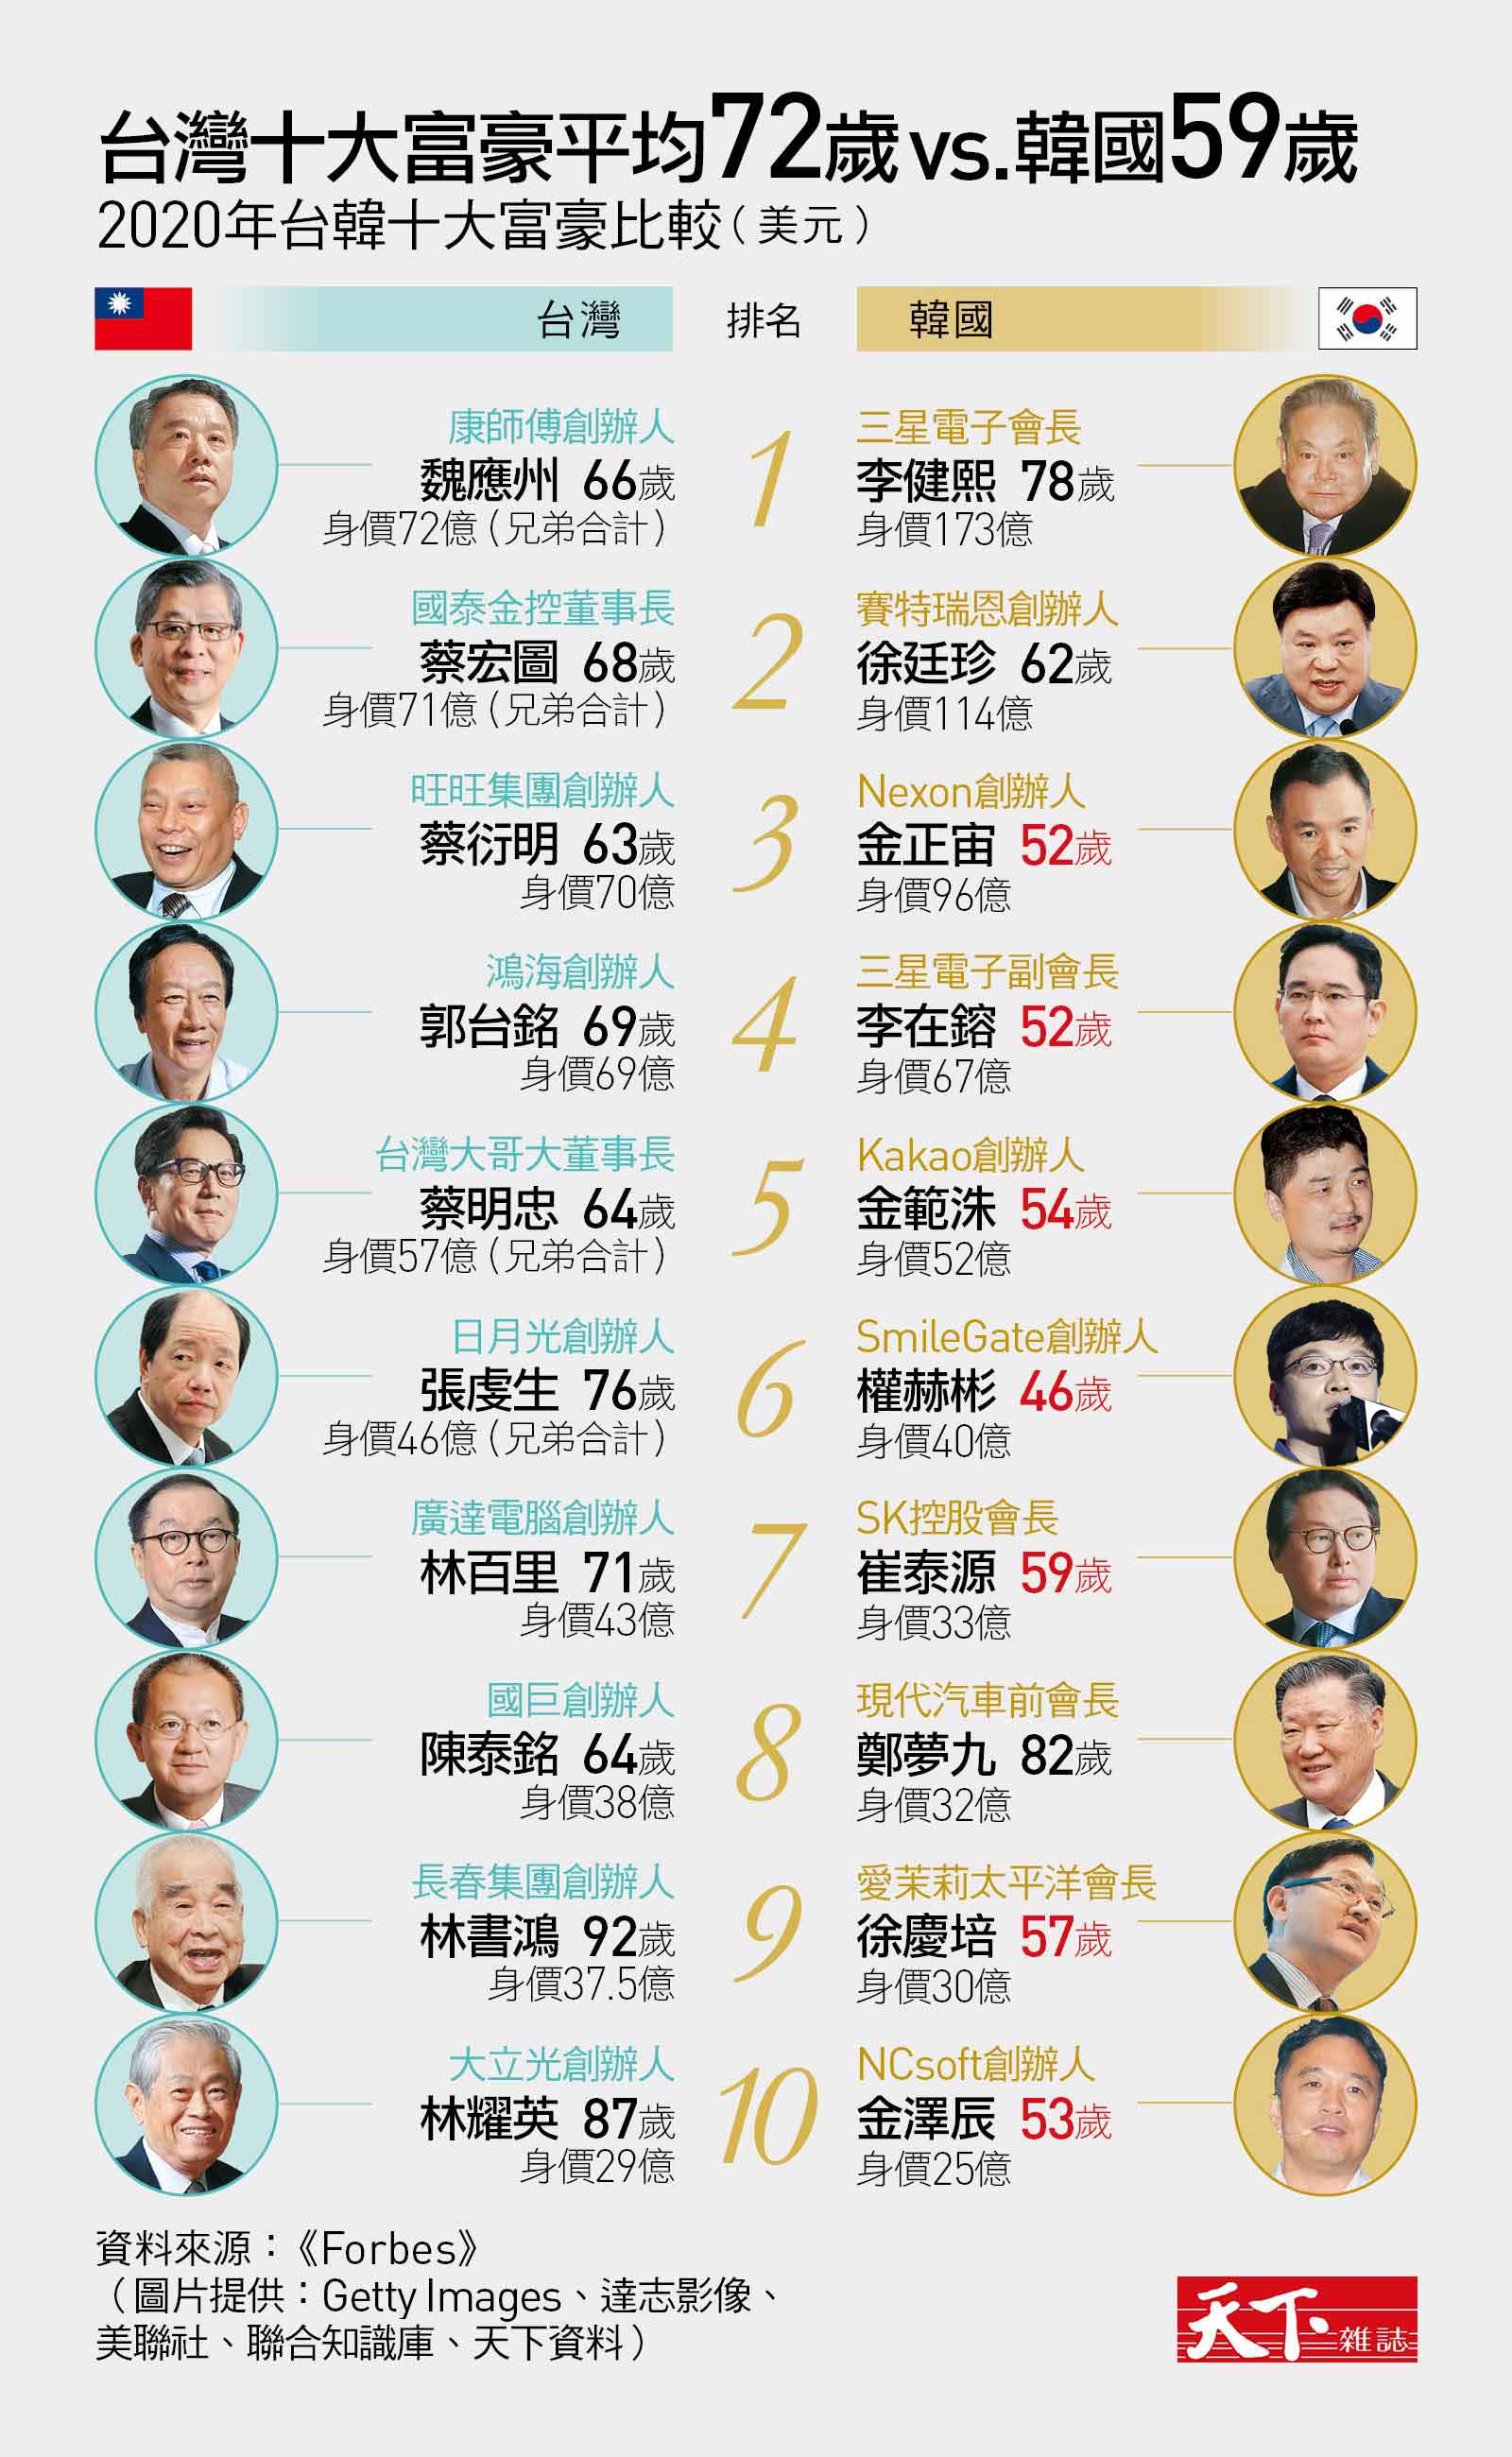 台灣十大富豪平均72歲vs.韓國59歲
2020年台韓十大富豪比較（美元）
台灣
排名
韓國
康師傅創辦人
魏應州 66歲
身價72億（兄弟合計）
1
三星電子會長
李健熙 78歲
身價173億
國泰金控董事長
蔡宏圖 68歲
身價71億（兄弟合計）
2
賽特瑞恩創辦人
徐廷珍 62歲
身價114億
旺旺集團創辦人
蔡衍明 63歲
身價70億
3
Nexon創辦人
金正宙 52歲
身價96億
鴻海創辦人
郭台銘 69歲
身價69億
4
三星電子副會長
李在鎔 52歲
身價67億
台灣大哥大董事長
蔡明忠 64歲
身價57億（兄弟合計）
5
Kakao創辦人
金範洙 54歲
身價52億
日月光創辦人
張虔生 76歲
身價46億（兄弟合計）
6
SmileGate創辦人
權赫彬 46歲
身價40億
廣達電腦創辦人
林百里 71歲
身價43億
7
SK控股會長
崔泰源 59歲
身價33億
國巨創辦人
陳泰銘 64歲
身價38億
8
現代汽車前會長
鄭夢九 82歲
身價32億
長春集團創辦人
林書鴻 92歲
身價37.5億
9
愛茉莉太平洋會長
徐慶培 57歲
身價30億
大立光創辦人
林耀英 87歲
身價29億
10
NCsoft創辦人
金澤辰 53歲
身價25億
資料來源：《Forbes》
（圖片提供：Getty Images、達志影像、
美聯社、聯合知識庫、天下資料）
天下雜誌